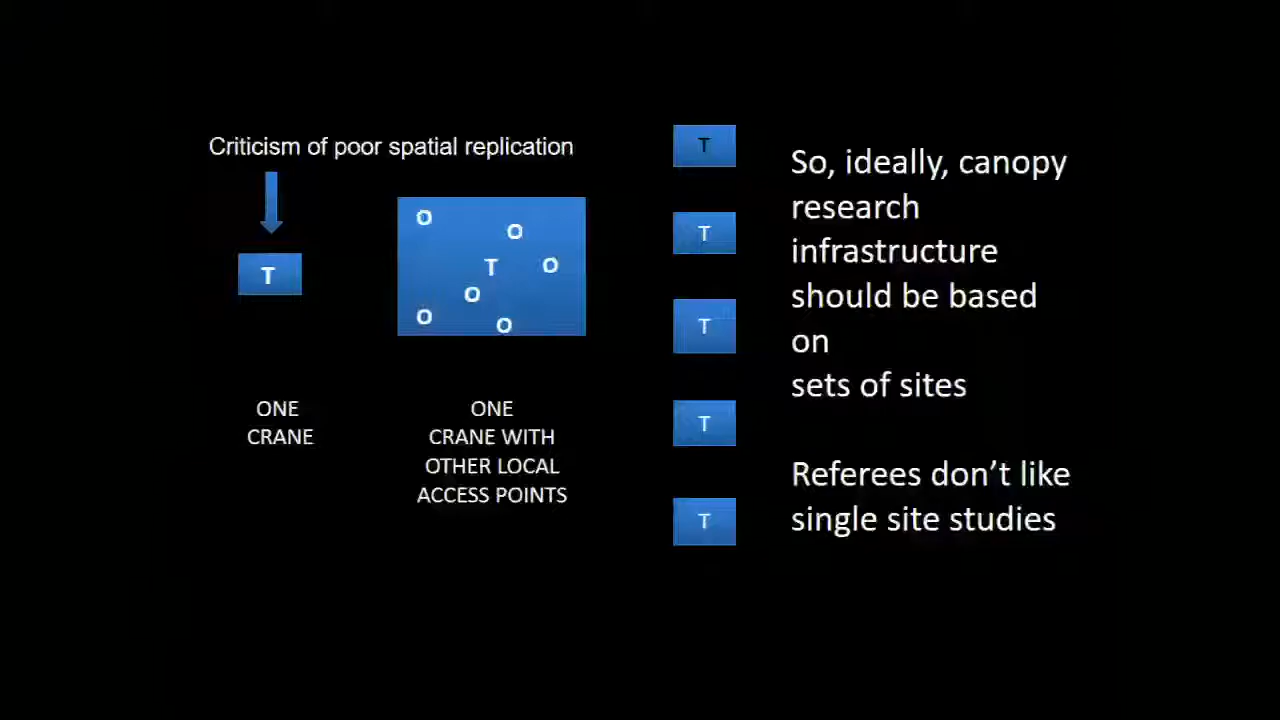 Criticism of poor spatial replication
T
ONE
CRANE
O
O
T
O
O
O
O
ONE
CRANE WITH
OTHER LOCAL
ACCESS POINTS
T
T
T
T
T
So, ideally, canopy
research
infrastructure
should be based
on
sets of sites
Referees don’t like
single site studies